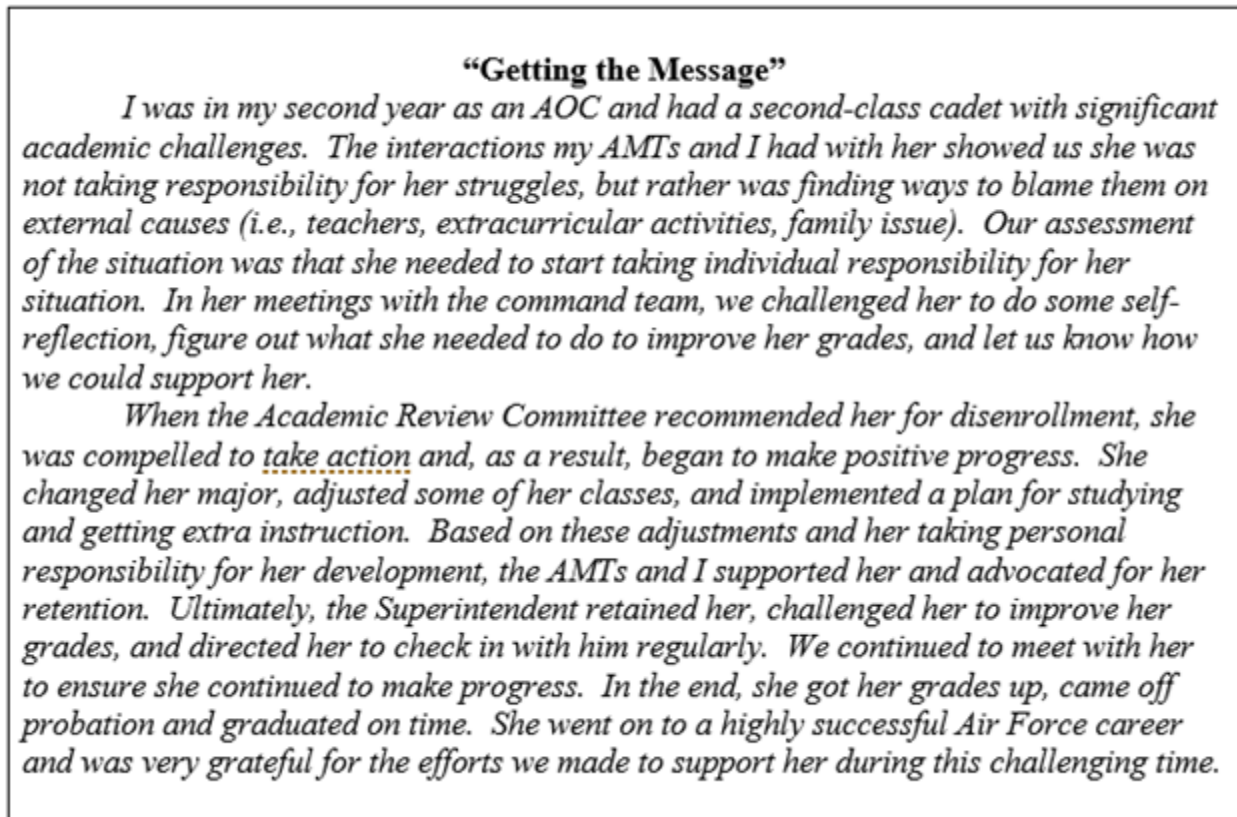 “Getting the Message”
I was in my second year as an AOC and had a second-class cadet with significant
academic challenges.  The interactions my AMTs and I had with her showed us she was
not taking responsibility for her struggles, but rather was finding ways to blame them on
external causes (i.e., teachers, extracurricular activities, family issue).  Our assessment
of the situation was that she needed to start taking individual responsibility for her
situation.  In her meetings with the command team, we challenged her to do some self-
reflection, figure out what she needed to do to improve her grades, and let us know how
we could support her.
When the Academic Review Committee recommended her for disenrollment, she
was compelled to take action and, as a result, began to make positive progress.  She
changed her major, adjusted some of her classes, and implemented a plan for studying
and getting extra instruction.  Based on these adjustments and her taking personal
responsibility for her development, the AMTs and I supported her and advocated for her
retention.  Ultimately, the Superintendent retained her, challenged her to improve her
grades, and directed her to check in with him regularly.  We continued to meet with her
to ensure she continued to make progress.  In the end, she got her grades up, came off
probation and graduated on time.  She went on to a highly successful Air Force career
and was very grateful for the efforts we made to support her during this challenging time.